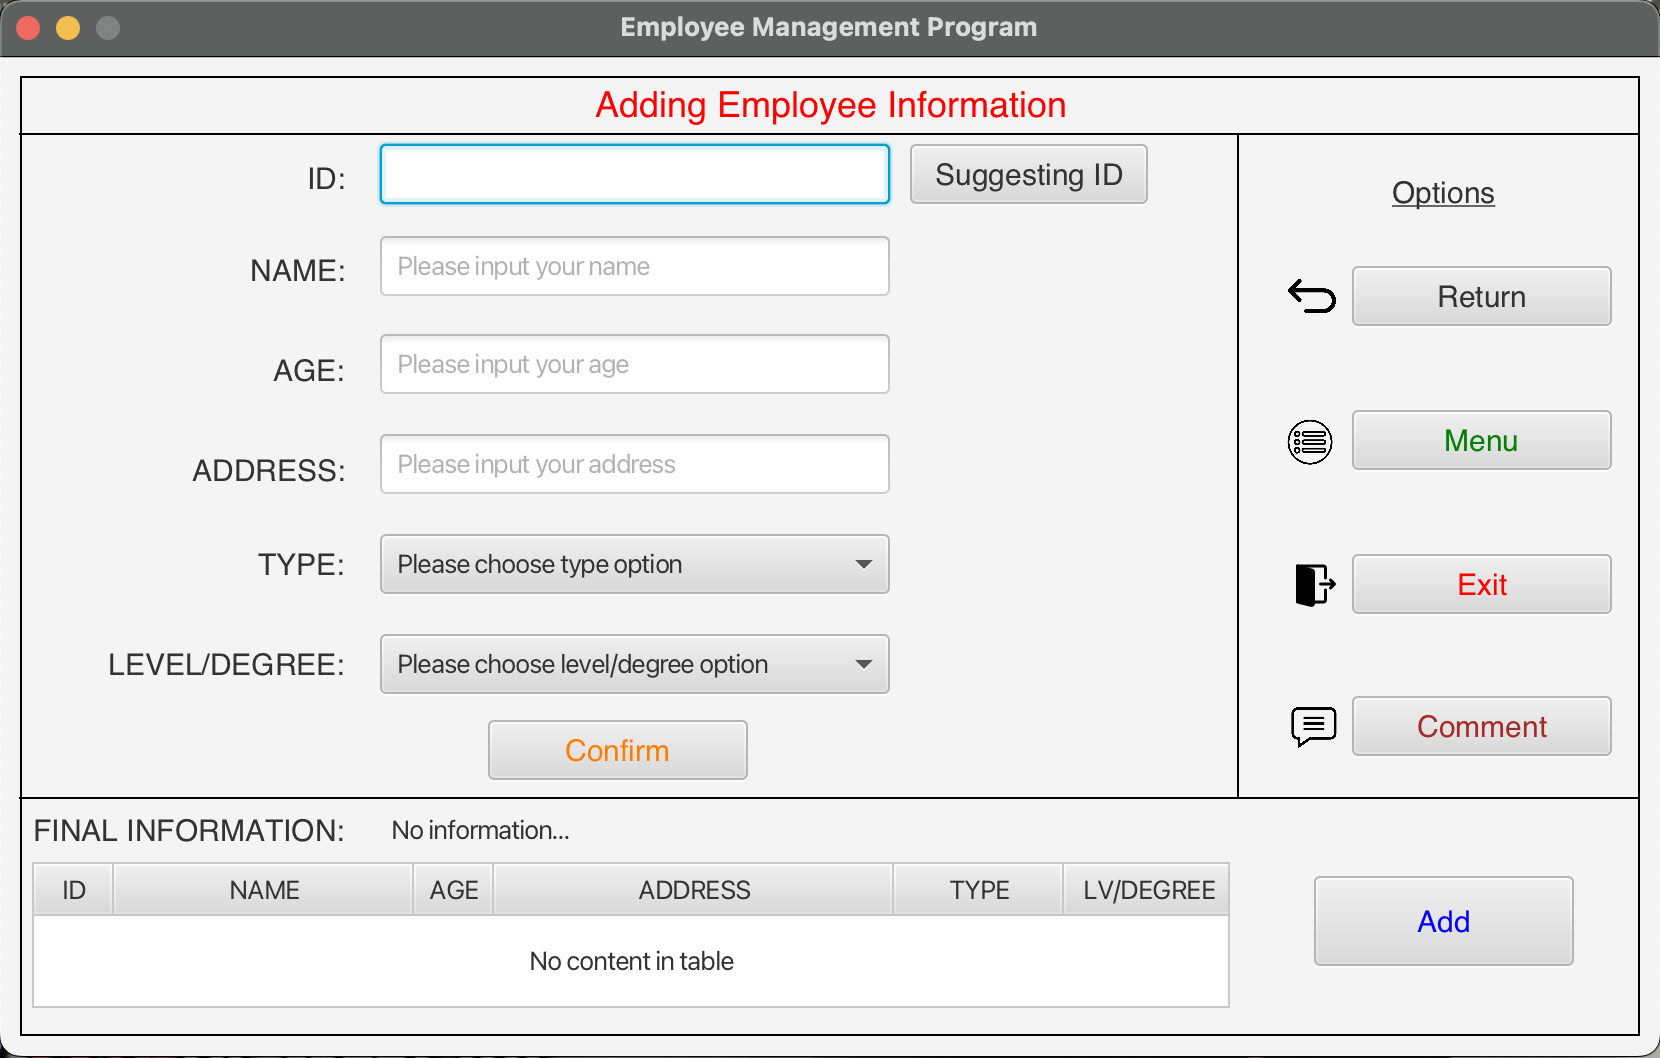 Employee Management Program
Adding Employee Information
ID:
Suggesting ID
NAME:
Please input your name
AGE:
Please input your age
ADDRESS:
Please input your address
TYPE:
Please choose type option
LEVEL/DEGREE:
Please choose level/degree option
Confirm
Options
Return
Menu
Exit
Comment
FINAL INFORMATION:
No information...
ID NAME AGE ADDRESS TYPE LV/DEGREE
No content in table
Add